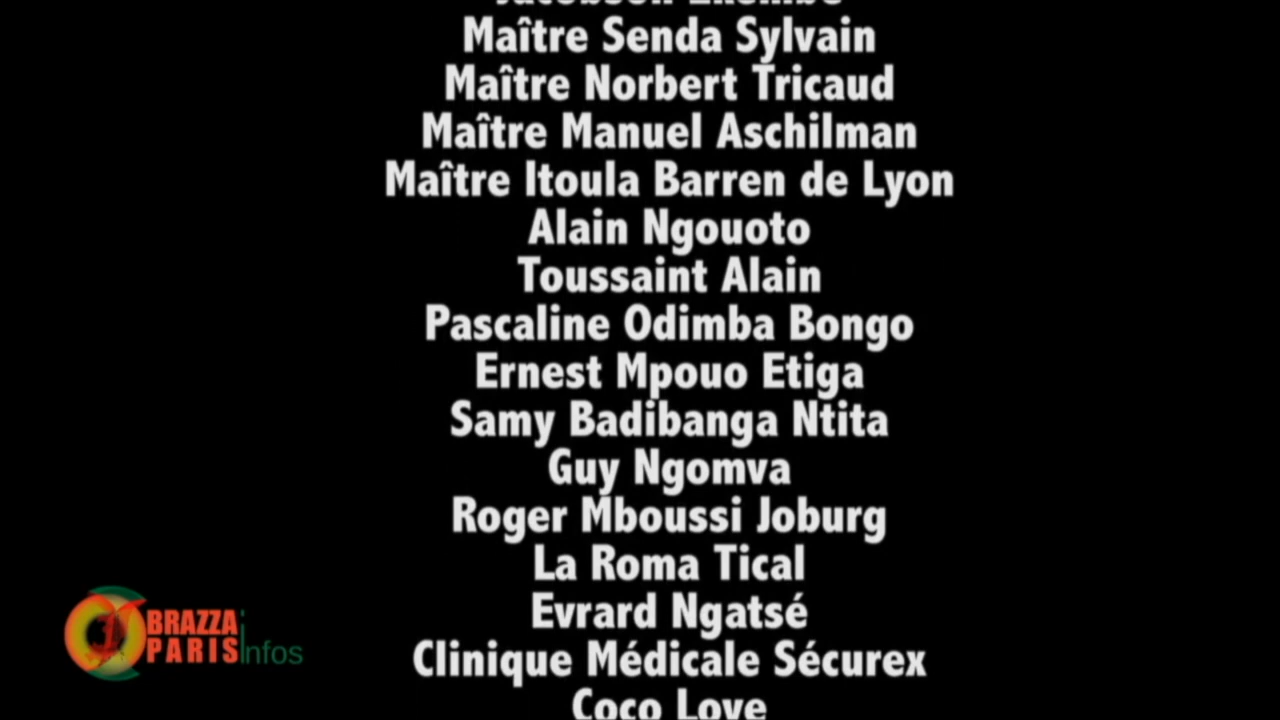 Maître Senda Sylvain
Maître Norbert Tricaud
Maître Manuel Aschilman
Maître Itoula Barren de Lyon
Alain Ngouoto
Toussaint Alain
Pascaline Odimba Bongo
Ernest Mpouo Etiga
Samy Badibanga Ntita
Guy Ngomva
Roger Mboussi Joburg
La Roma Tical
Evrard Ngatsé
Clinique Médicale Sécurex
Coco Love
BRAZZA
PARIS Infos